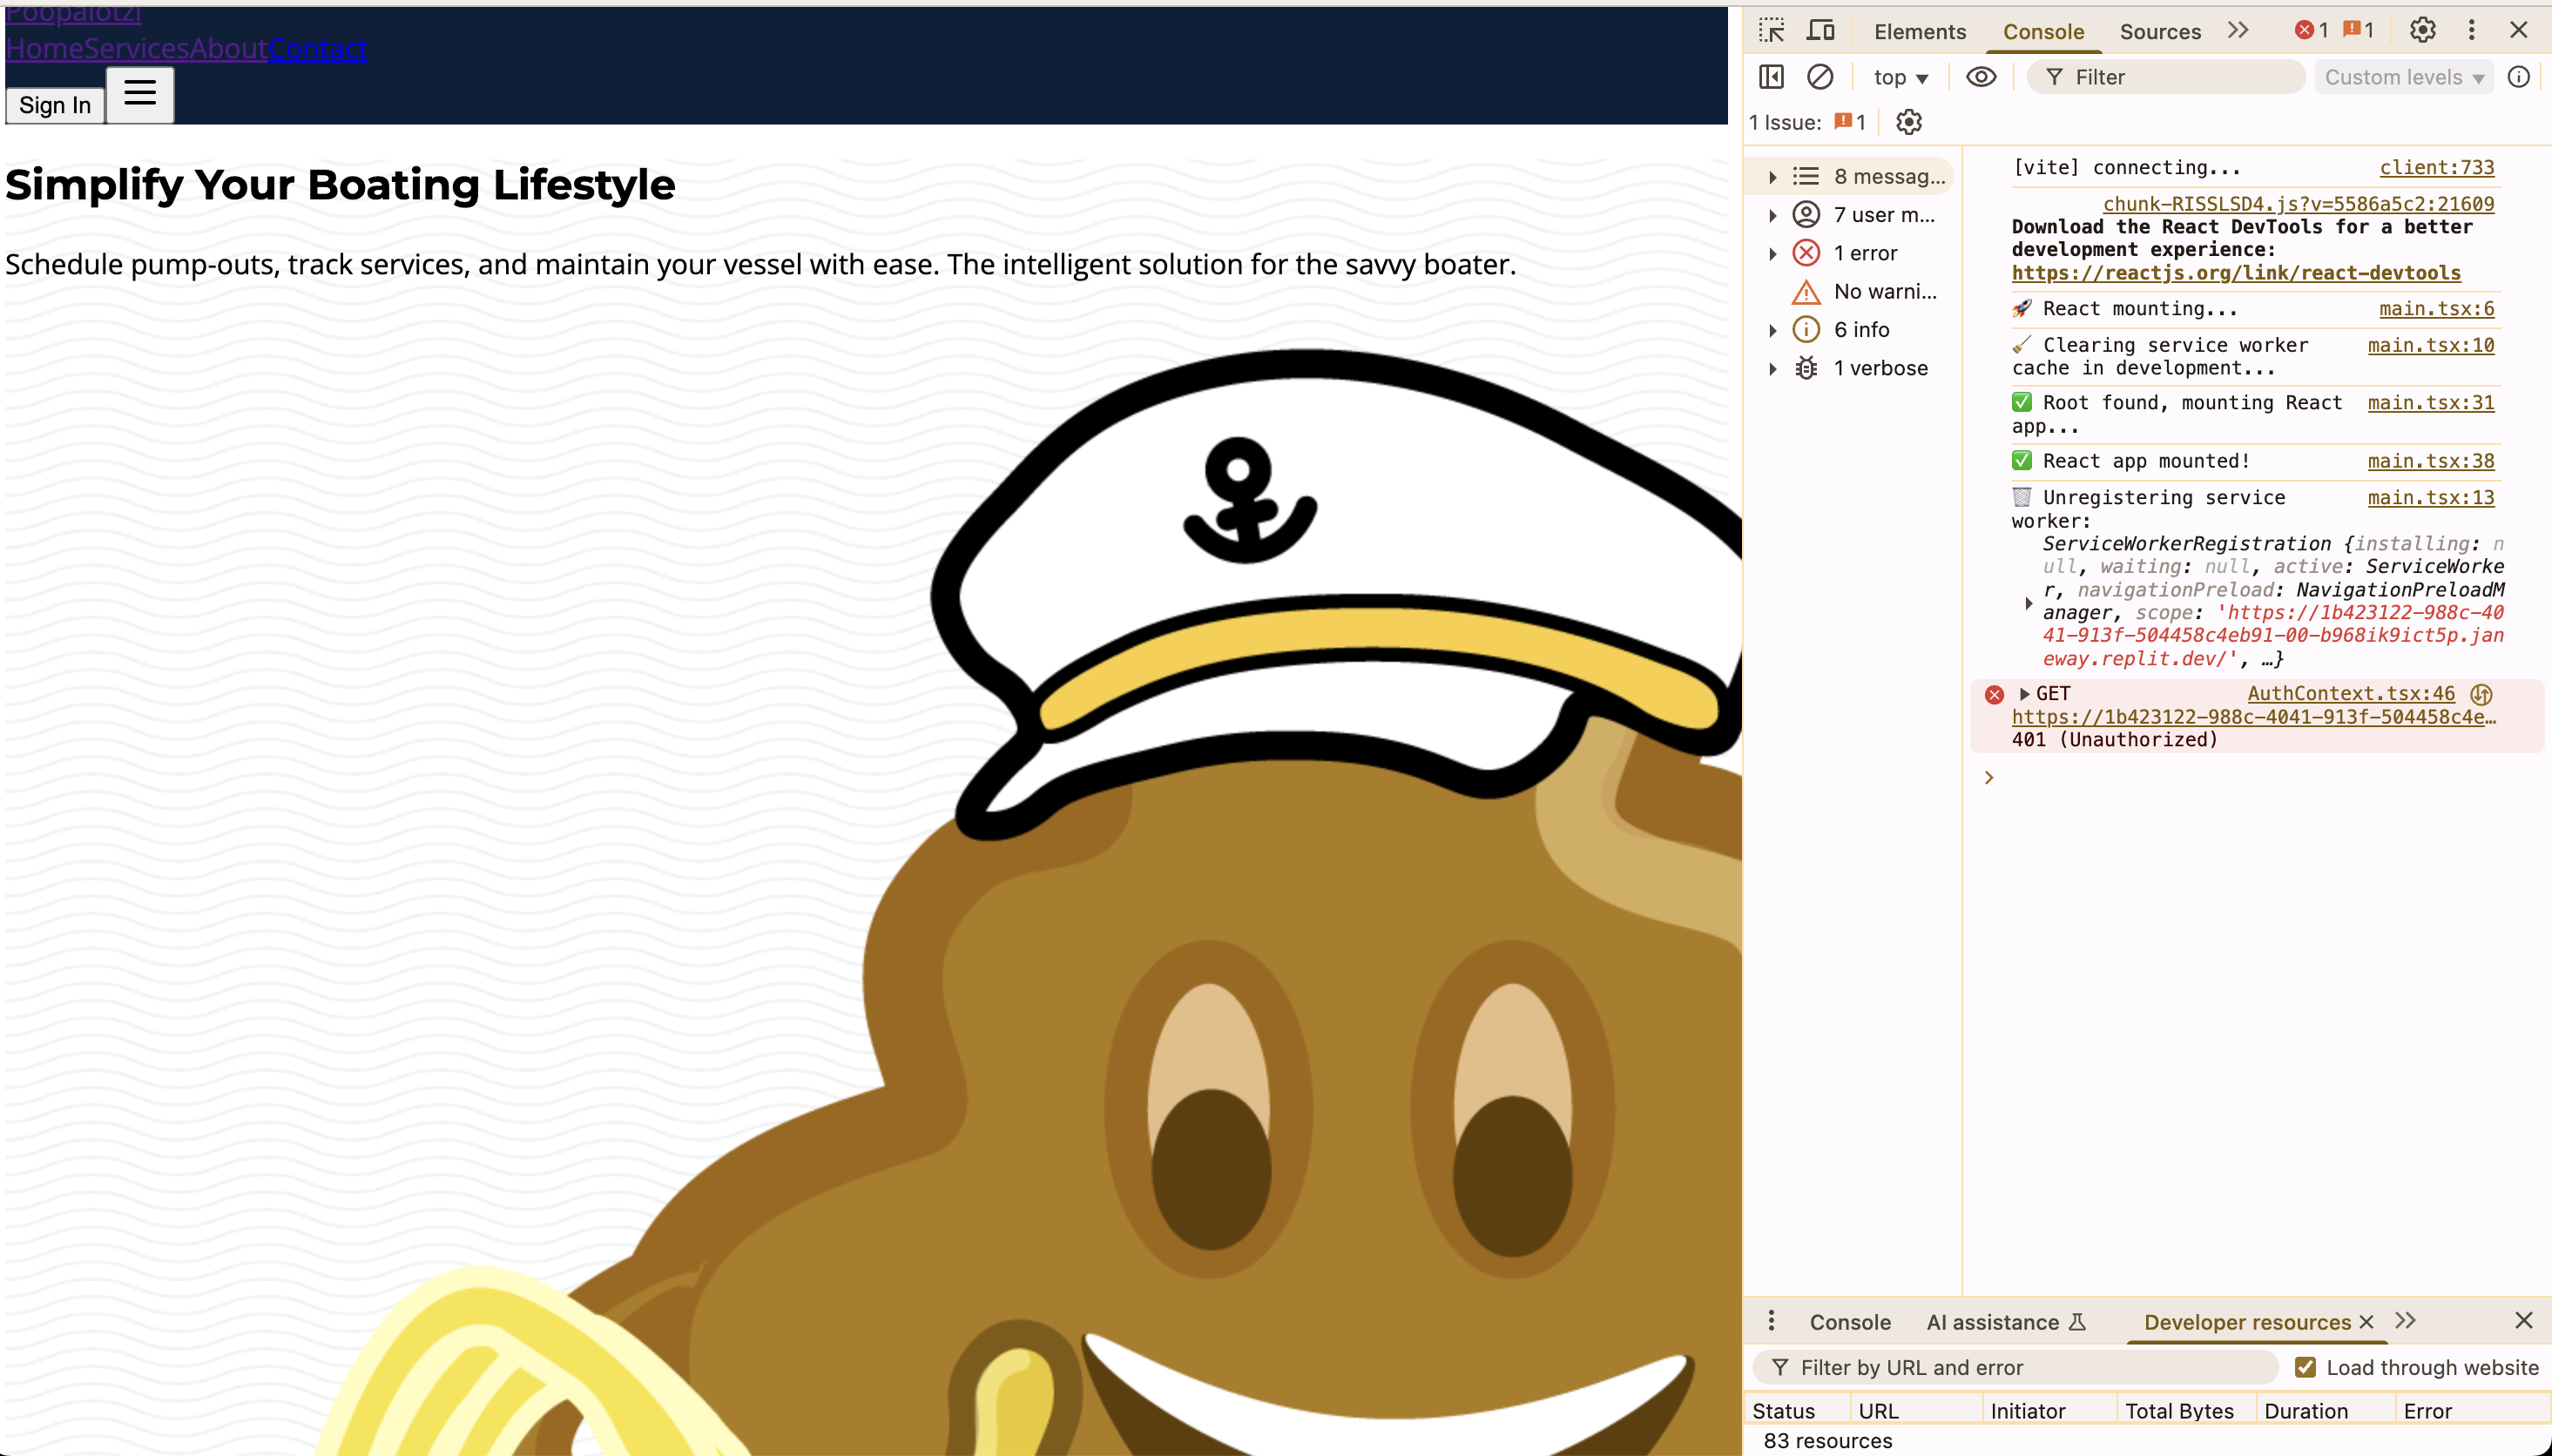 Poopalotzi
HomeServicesAboutContact
Sign In
Simplify Your Boating Lifestyle
Schedule pump-outs, track services, and maintain your vessel with ease. The intelligent solution for the savvy boater.
Elements Console Sources 1 1
top Filter Custom levels
1 Issue: 1
8 messag...
7 user m...
1 error
No warni...
6 info
1 verbose
[vite] connecting... client:733
chunk-RISSLSD4.js?v=5586a5c2:21609
Download the React DevTools for a better
development experience:
https://reactjs.org/link/react-devtools
🚀 React mounting... main.tsx:6
🧹 Clearing service worker main.tsx:10
cache in development...
✅ Root found, mounting React main.tsx:31
app...
✅ React app mounted! main.tsx:38
🗑️ Unregistering service main.tsx:13
worker:
ServiceWorkerRegistration {installing: n
ull, waiting: null, active: ServiceWorke
r, navigationPreload: NavigationPreloadM
anager, scope: 'https://1b423122-988c-40
41-913f-504458c4eb91-00-b968ik9ict5p.jan
eway.replit.dev/', …}
GET AuthContext.tsx:46
https://1b423122-988c-4041-913f-504458c4e…
401 (Unauthorized)
Console AI assistance Developer resources
Filter by URL and error Load through website
Status URL Initiator Total Bytes Duration Error
83 resources